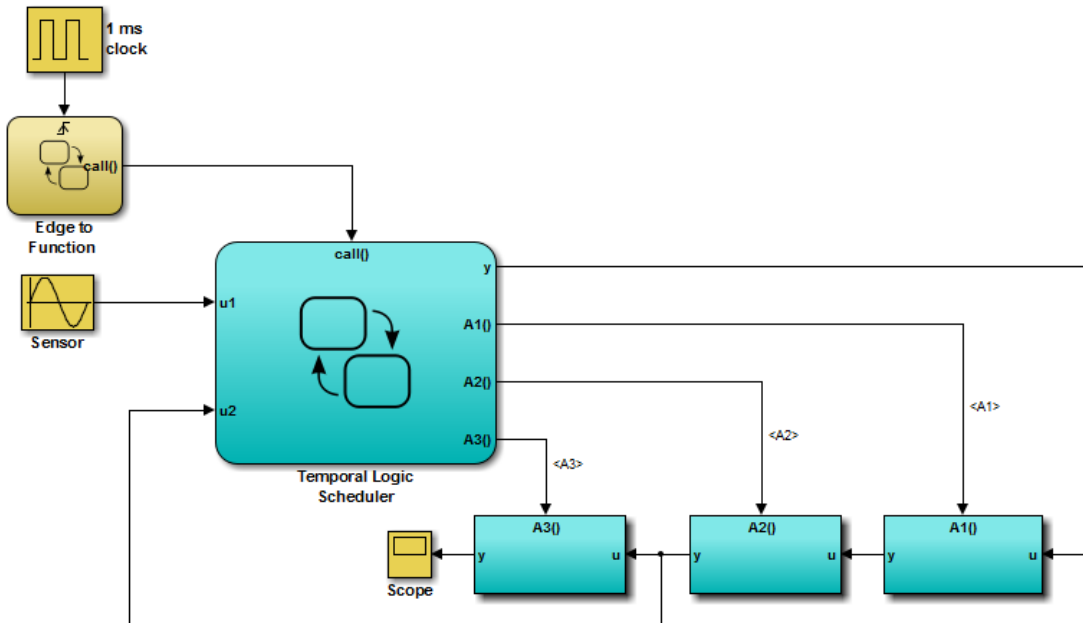 1 ms
clock
call()
Edge to
Function
call()
y
u1
Sensor
A1()
A2()
u2
<A1>
<A2>
A3()
<A3>
Temporal Logic
Scheduler
A3()
A2()
A1()
y
u
y
u
y
u
Scope